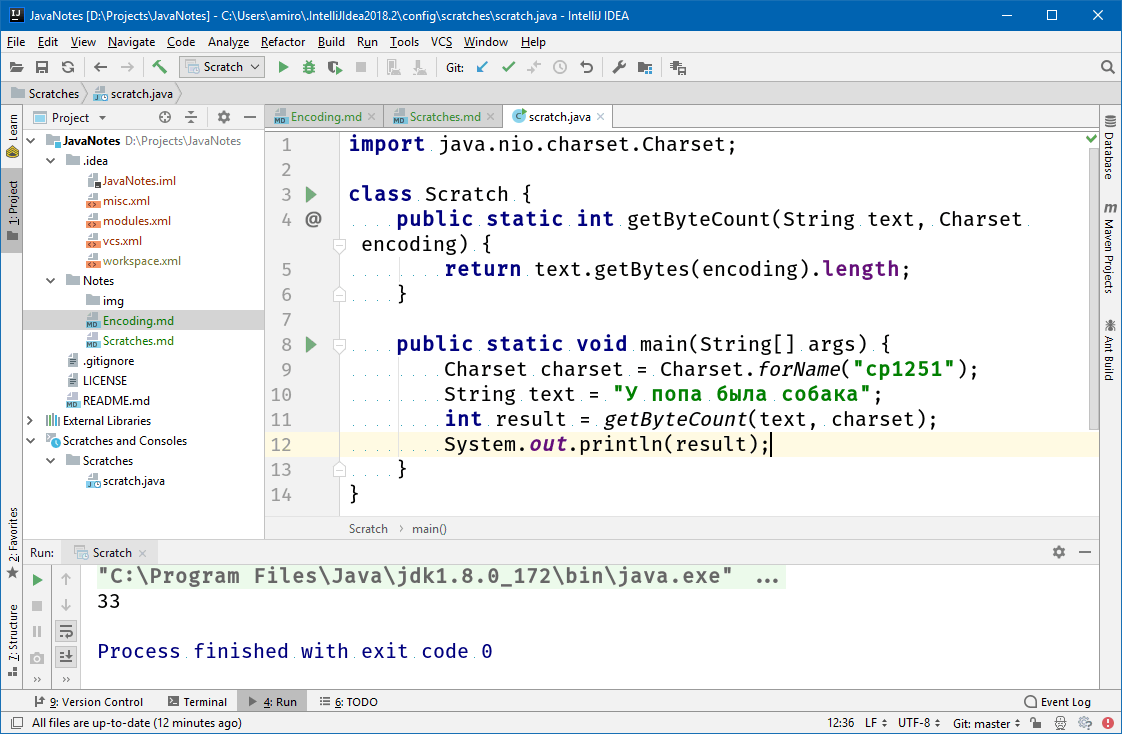 JavaNotes [D:\Projects\JavaNotes] - C:\Users\amiro\.IntelliJIdea2018.2\config\scratches\scratch.java - IntelliJ IDEA
File Edit View Navigate Code Analyze Refactor Build Run Tools VCS Window Help
Scratch Git:
Scratches scratch.java
Learn
1: Project
2: Favorites
7: Structure
Project
JavaNotes D:\Projects\JavaNotes
.idea
JavaNotes.iml
misc.xml
modules.xml
vcs.xml
workspace.xml
Notes
img
Encoding.md
Scratches.md
.gitignore
LICENSE
README.md
External Libraries
Scratches and Consoles
Scratches
scratch.java
Encoding.md Scratches.md scratch.java
1 import java.nio.charset.Charset;
2
3 class Scratch {
4 @ public static int getByteCount(String text, Charset
encoding) {
5 return text.getBytes(encoding).length;
6 }
7
8 public static void main(String[] args) {
9 Charset charset = Charset.forName("cp1251");
10 String text = "У попа была собака";
11 int result = getByteCount(text, charset);
12 System.out.println(result);
13 }
14 }
Scratch main()
Database
Maven Projects
Ant Build
Run: Scratch
"C:\Program Files\Java\jdk1.8.0_172\bin\java.exe" ...
33
Process finished with exit code 0
9: Version Control Terminal 4: Run 6: TODO Event Log
All files are up-to-date (12 minutes ago) 12:36 LF UTF-8 Git: master